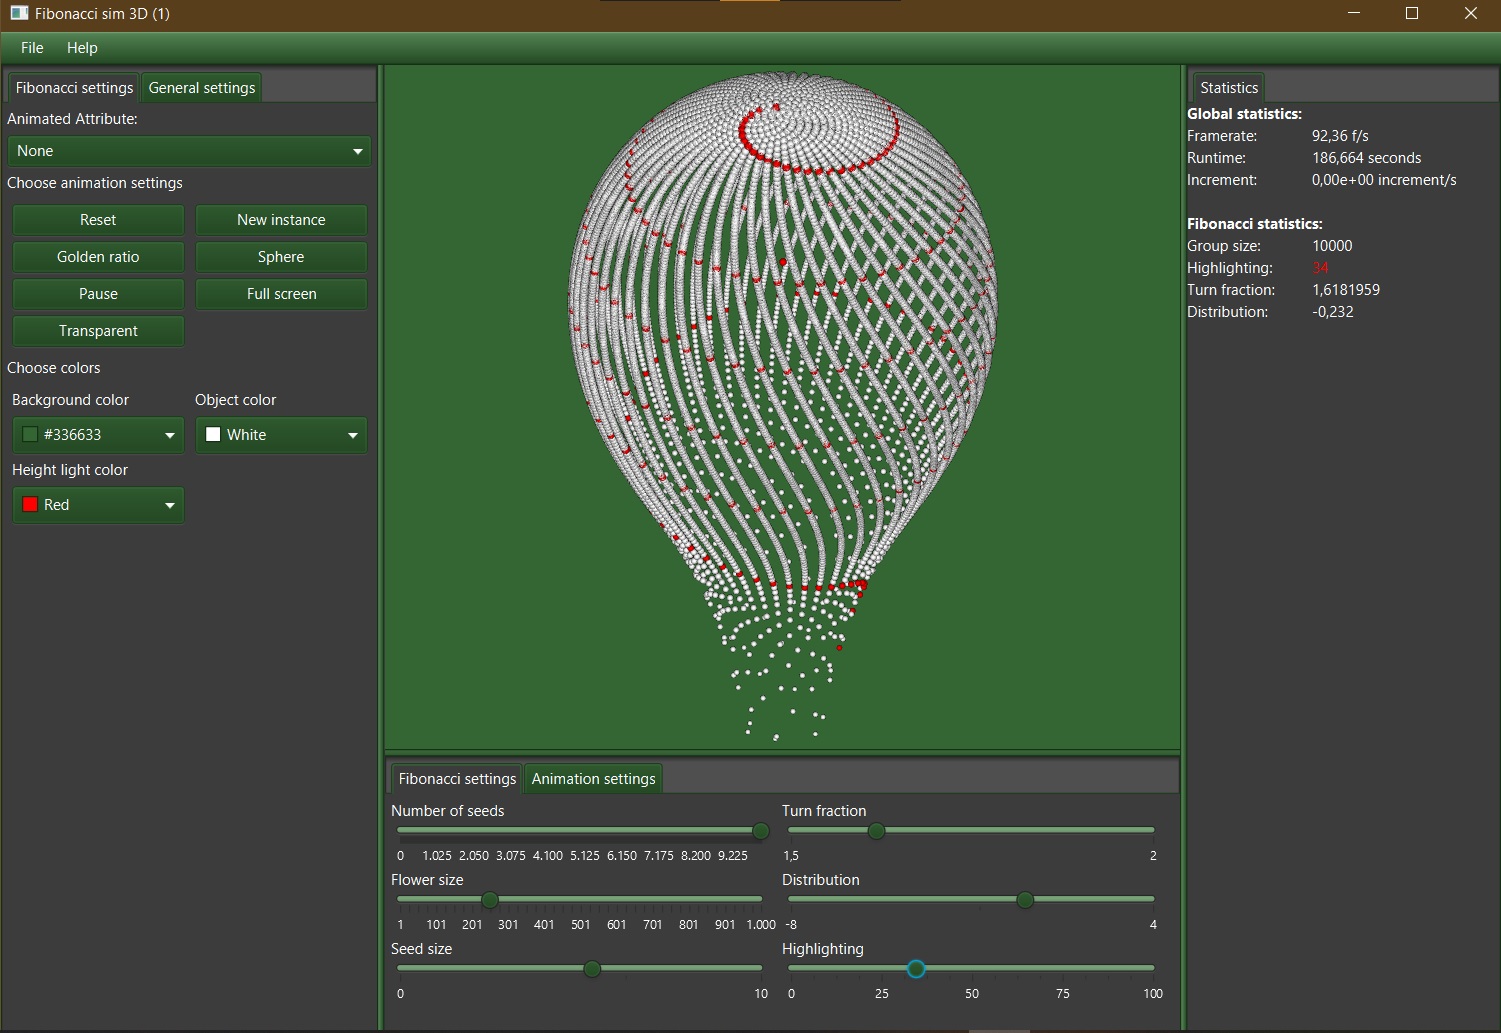 Fibonacci sim 3D (1)
File Help
Fibonacci settings General settings
Animated Attribute:
None
Choose animation settings
Reset New instance
Golden ratio Sphere
Pause Full screen
Transparent
Choose colors
Background color Object color
#336633 White
Height light color
Red
Fibonacci settings Animation settings
Number of seeds
0 1.025 2.050 3.075 4.100 5.125 6.150 7.175 8.200 9.225
Flower size
1 101 201 301 401 501 601 701 801 901 1.000
Seed size
0 10
Turn fraction
1,5 2
Distribution
-8 4
Highlighting
0 25 50 75 100
Statistics
Global statistics:
Framerate: 92,36 f/s
Runtime: 186,664 seconds
Increment: 0,00e+00 increment/s
Fibonacci statistics:
Group size: 10000
Highlighting: 34
Turn fraction: 1,6181959
Distribution: -0,232